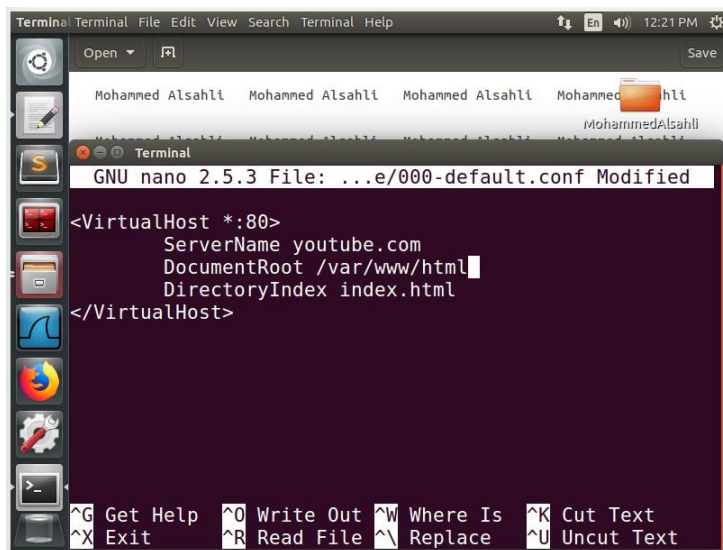 Terminal Terminal File Edit View Search Terminal Help En 12:21 PM
Open Save
Mohammed Alsahli Mohammed Alsahli Mohammed Alsahli
MohammedAlsahli
Terminal
GNU nano 2.5.3 File: ...e/000-default.conf Modified
<VirtualHost *:80>
ServerName youtube.com
DocumentRoot /var/www/html
DirectoryIndex index.html
</VirtualHost>
^G Get Help ^O Write Out ^W Where Is ^K Cut Text
^X Exit ^R Read File ^\ Replace ^U Uncut Text